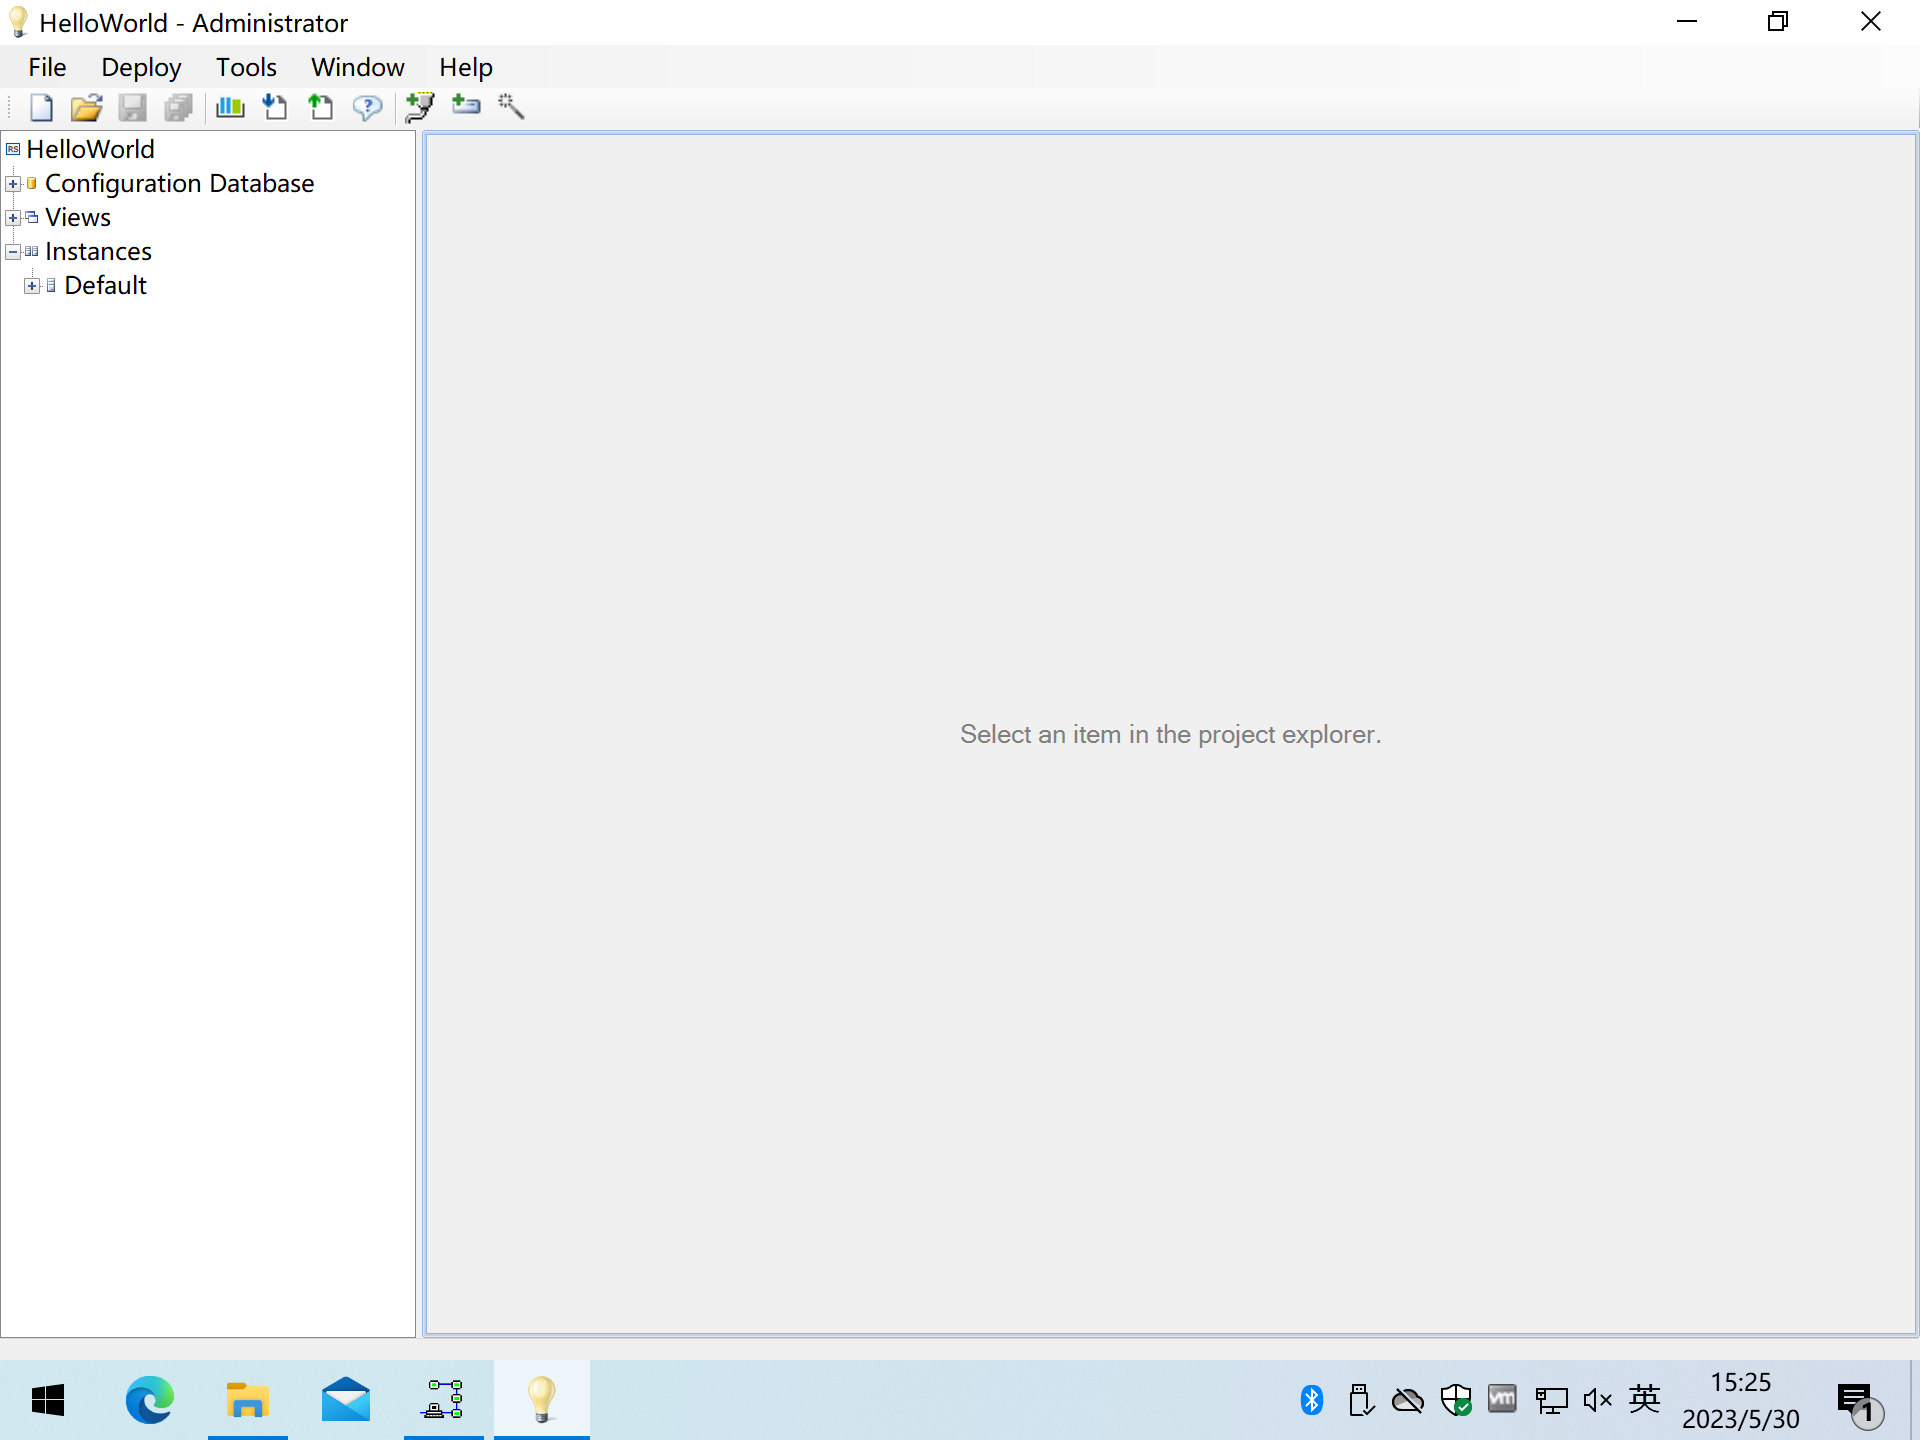 HelloWorld - Administrator
File Deploy Tools Window Help
RS HelloWorld
Configuration Database
Views
Instances
Default
Select an item in the project explorer.
英
15:25
2023/5/30
1